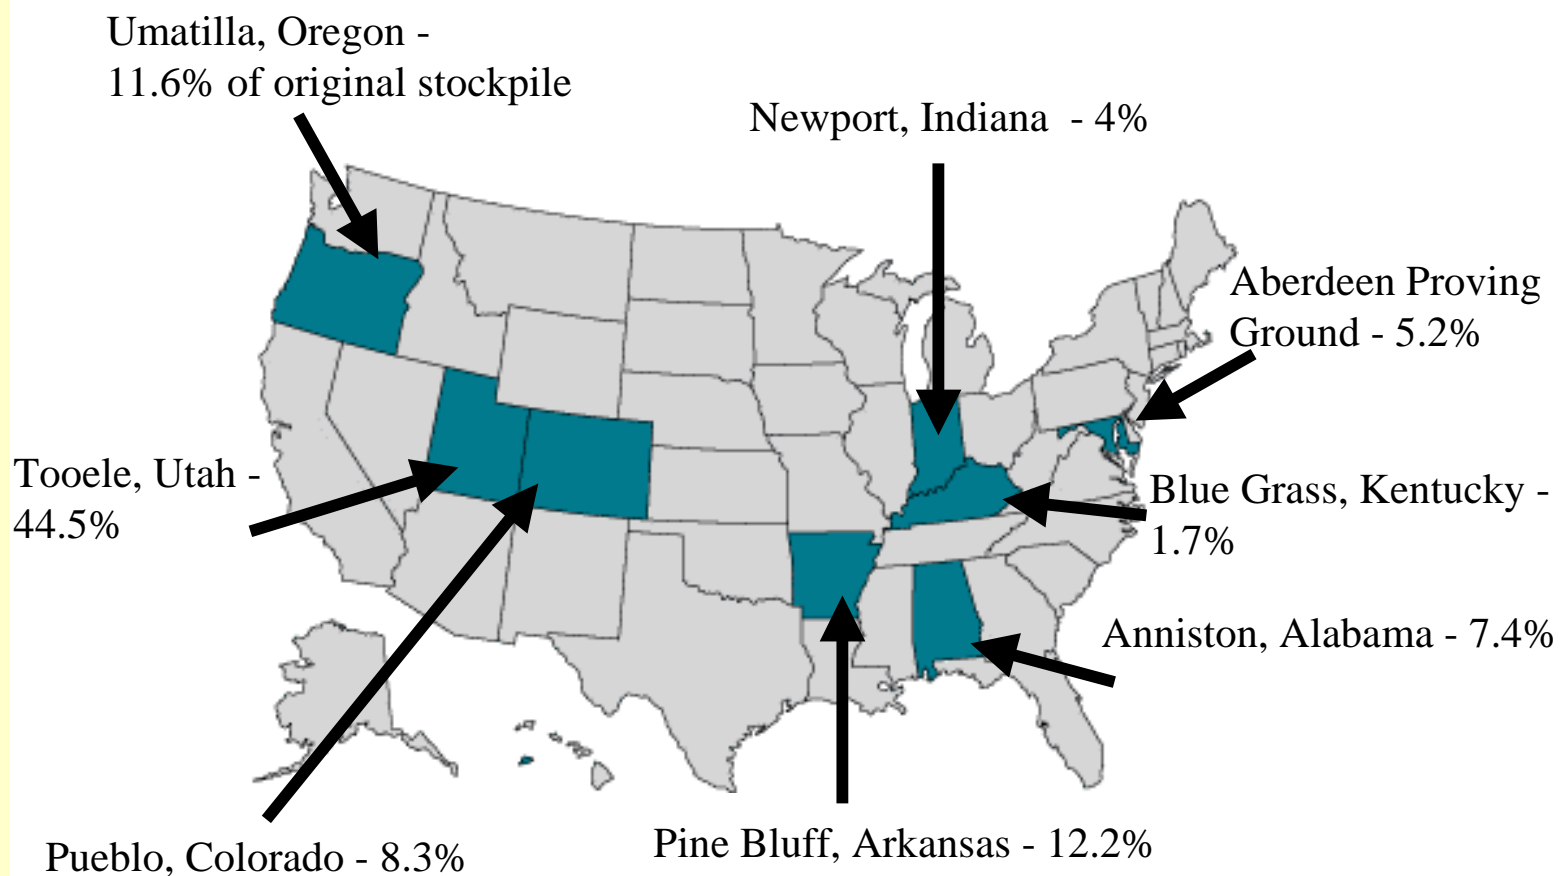 Umatilla, Oregon -
11.6% of original stockpile
Newport, Indiana - 4%
Aberdeen Proving
Ground - 5.2%
Tooele, Utah -
44.5%
Blue Grass, Kentucky -
1.7%
Anniston, Alabama - 7.4%
Pine Bluff, Arkansas - 12.2%
Pueblo, Colorado - 8.3%